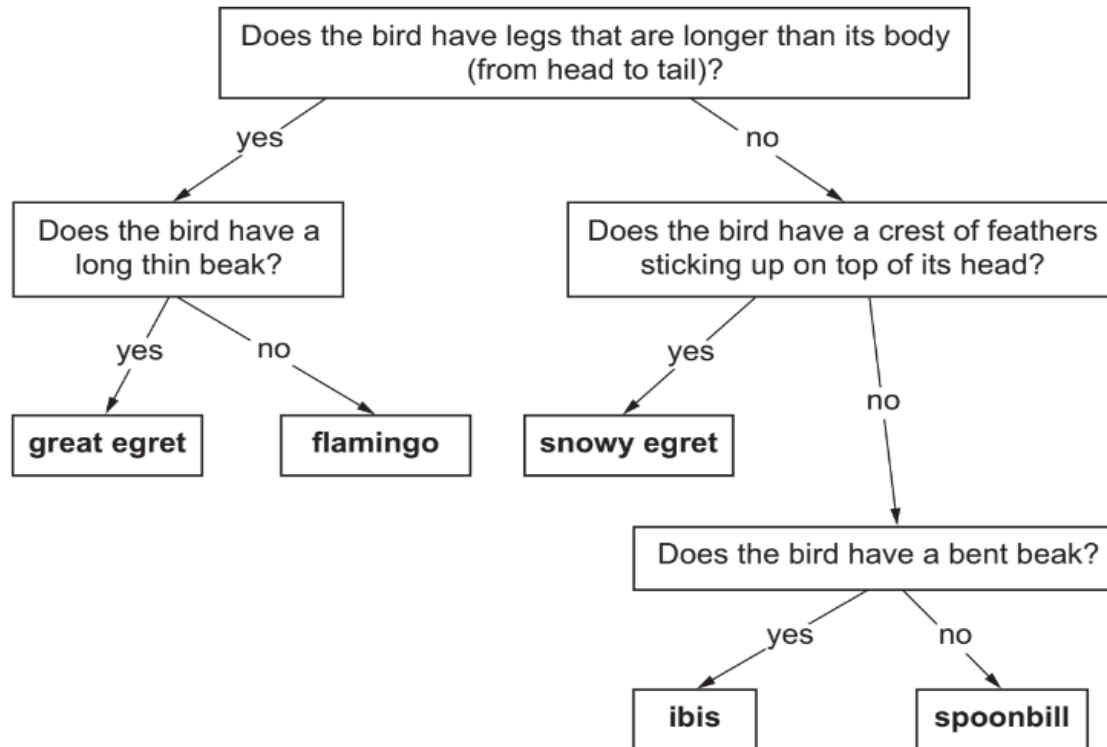 Does the bird have legs that are longer than its body
(from head to tail)?
yes
no
Does the bird have a
long thin beak?
Does the bird have a crest of feathers
sticking up on top of its head?
yes
no
yes
no
great egret
flamingo
snowy egret
Does the bird have a bent beak?
yes
no
ibis
spoonbill